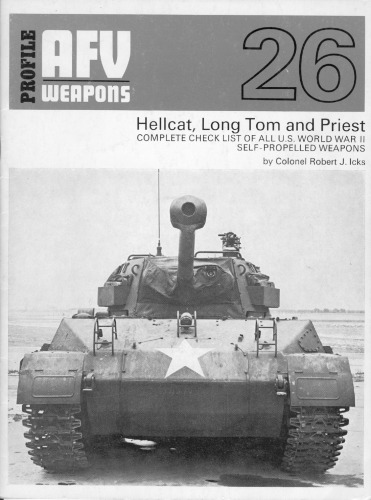 PROFILE
AFV
WEAPONS
26
Hellcat, Long Tom and Priest
COMPLETE CHECK LIST OF ALL U.S. WORLD WAR II
SELF-PROPELLED WEAPONS
by Colonel Robert J. Icks